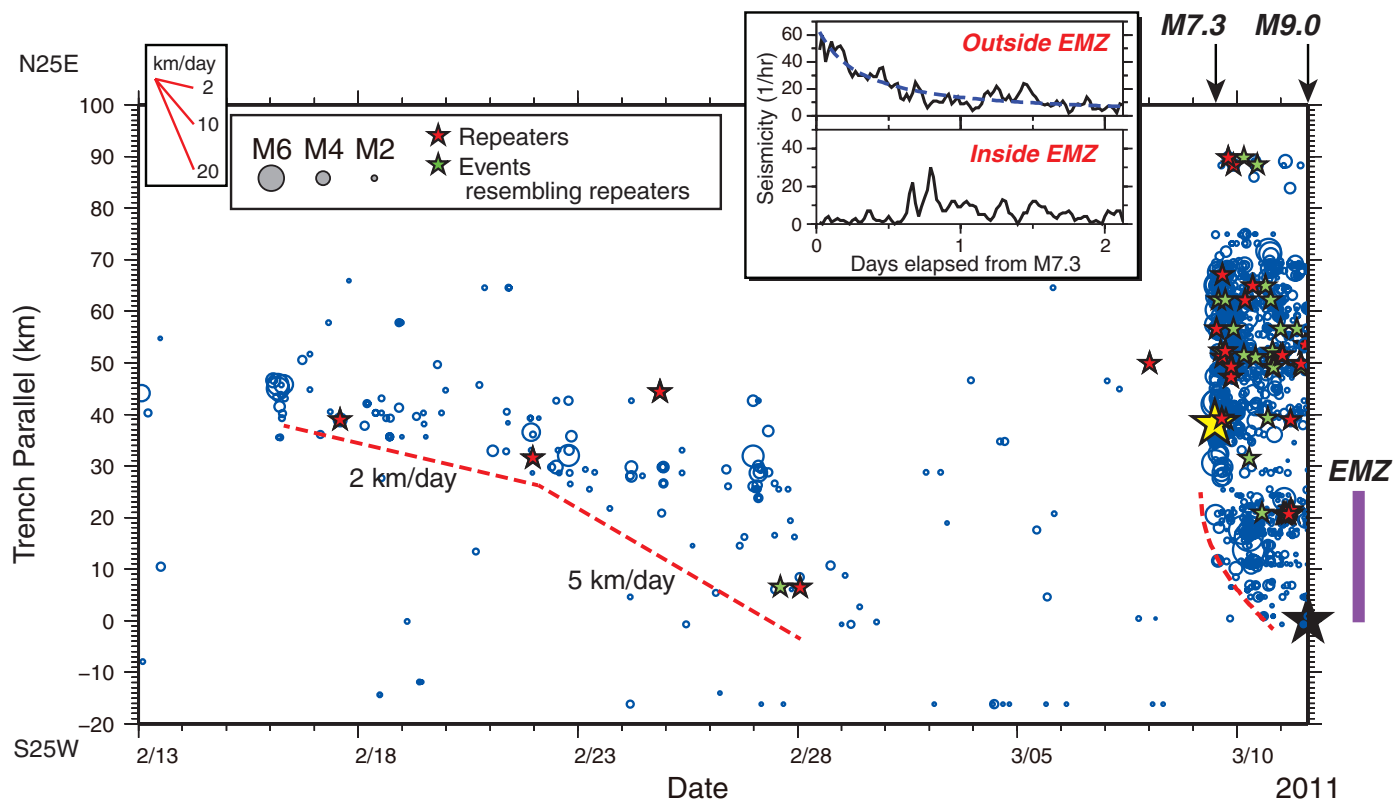 N25E
km/day
2
10
20
M6 M4 M2
Repeaters
Events
resembling repeaters
Outside EMZ
Inside EMZ
Seismicity (1/hr)
60
40
20
0
40
20
0
0 1 2
Days elapsed from M7.3
M7.3 M9.0
Trench Parallel (km)
100
90
80
70
60
50
40
30
20
10
0
−10
−20
2 km/day
5 km/day
EMZ
S25W
2/13 2/18 2/23 2/28 3/05 3/10
Date
2011